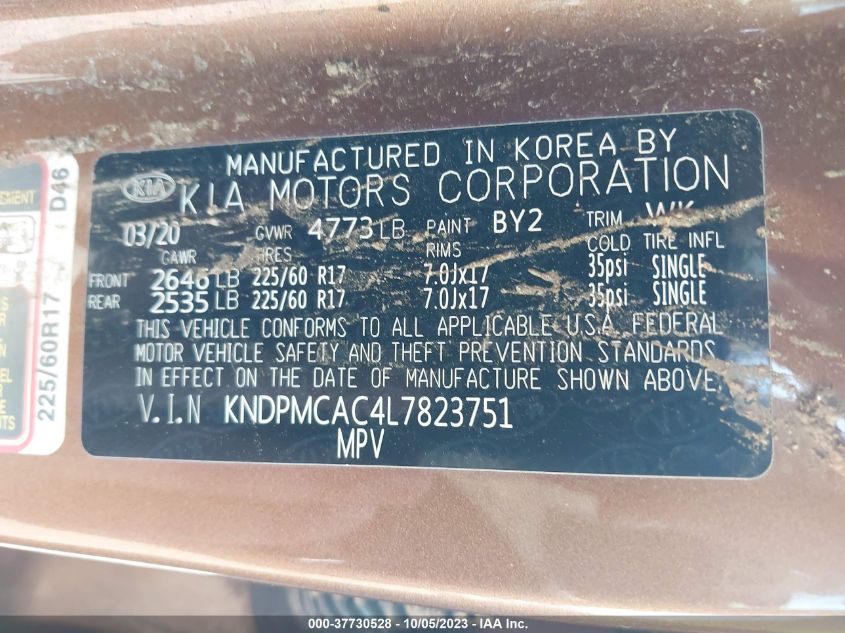 MANUFACTURED IN KOREA BY
KIA KIA MOTORS CORPORATION
03/20 GVWR 4773 LB PAINT BY2 TRIM WK
GAWR TIRES RIMS COLD TIRE INFL
FRONT 2646 LB 225/60 R17 7.0Jx17 35psi SINGLE
REAR 2535 LB 225/60 R17 7.0Jx17 35psi SINGLE
THIS VEHICLE CONFORMS TO ALL APPLICABLE U.S.A. FEDERAL
MOTOR VEHICLE SAFETY AND THEFT PREVENTION STANDARDS
IN EFFECT ON THE DATE OF MANUFACTURE SHOWN ABOVE.
V.I.N KNDPMCAC4L7823751
MPV
D46
225/60R17
000-37730528 - 10/05/2023 - IAA Inc.